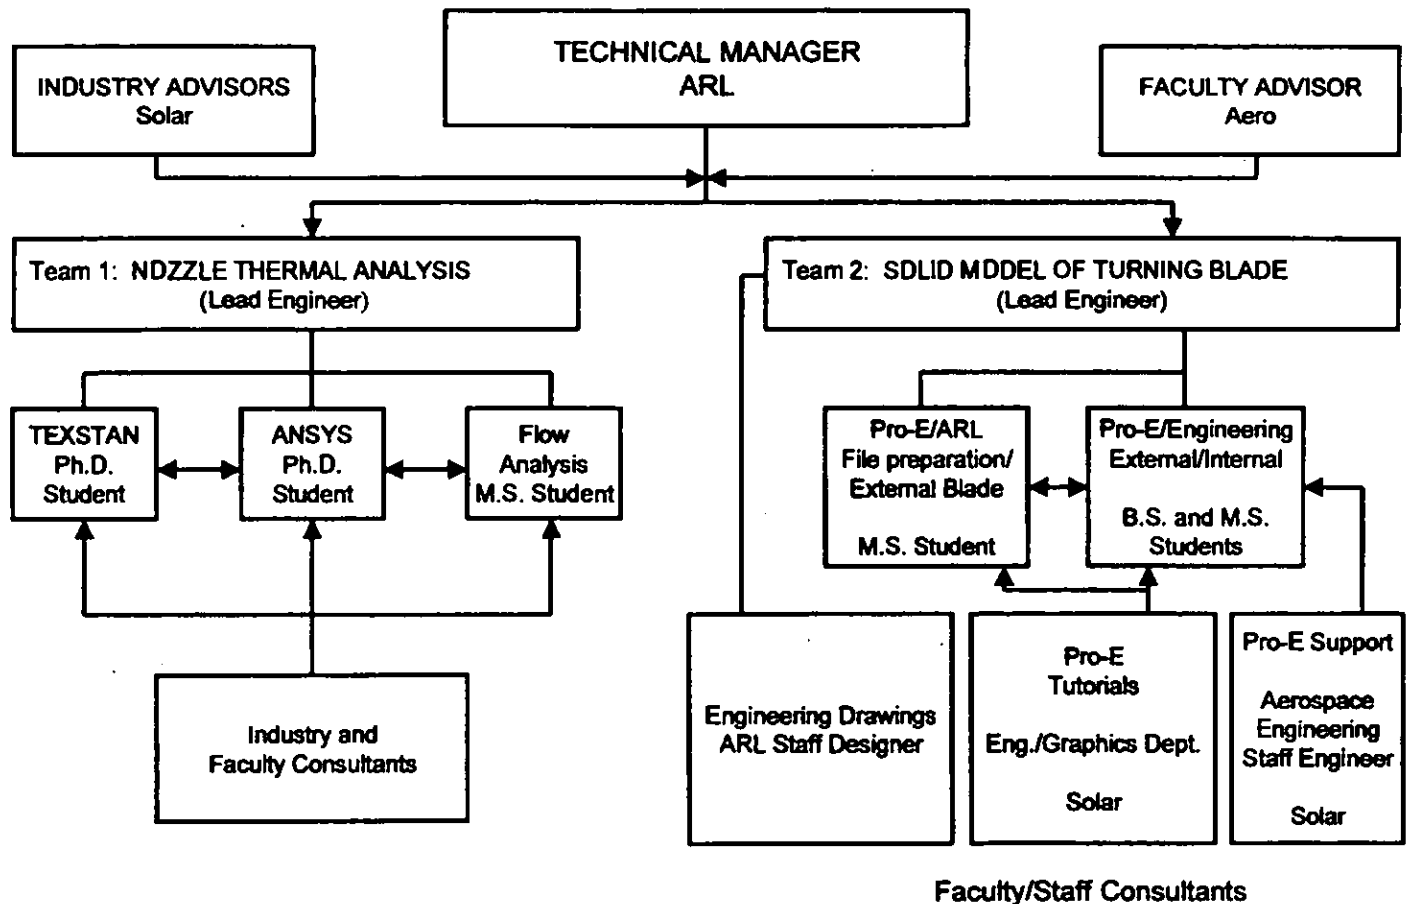 TECHNICAL MANAGER
ARL
INDUSTRY ADVISORS
Solar
FACULTY ADVISOR
Aero
Team 1: NDZZLE THERMAL ANALYSIS
(Lead Engineer)
Team 2: SDLID MDDEL OF TURNING BLADE
(Lead Engineer)
TEXSTAN
Ph.D.
Student
ANSYS
Ph.D.
Student
Flow
Analysis
M.S. Student
Pro-E/ARL
File preparation/
External Blade
M.S. Student
Pro-E/Engineering
External/Internal
B.S. and M.S.
Students
Industry and
Faculty Consultants
Engineering Drawings
ARL Staff Designer
Pro-E
Tutorials
Eng./Graphics Dept.
Solar
Pro-E Support
Aerospace
Engineering
Staff Engineer
Solar
Faculty/Staff Consultants